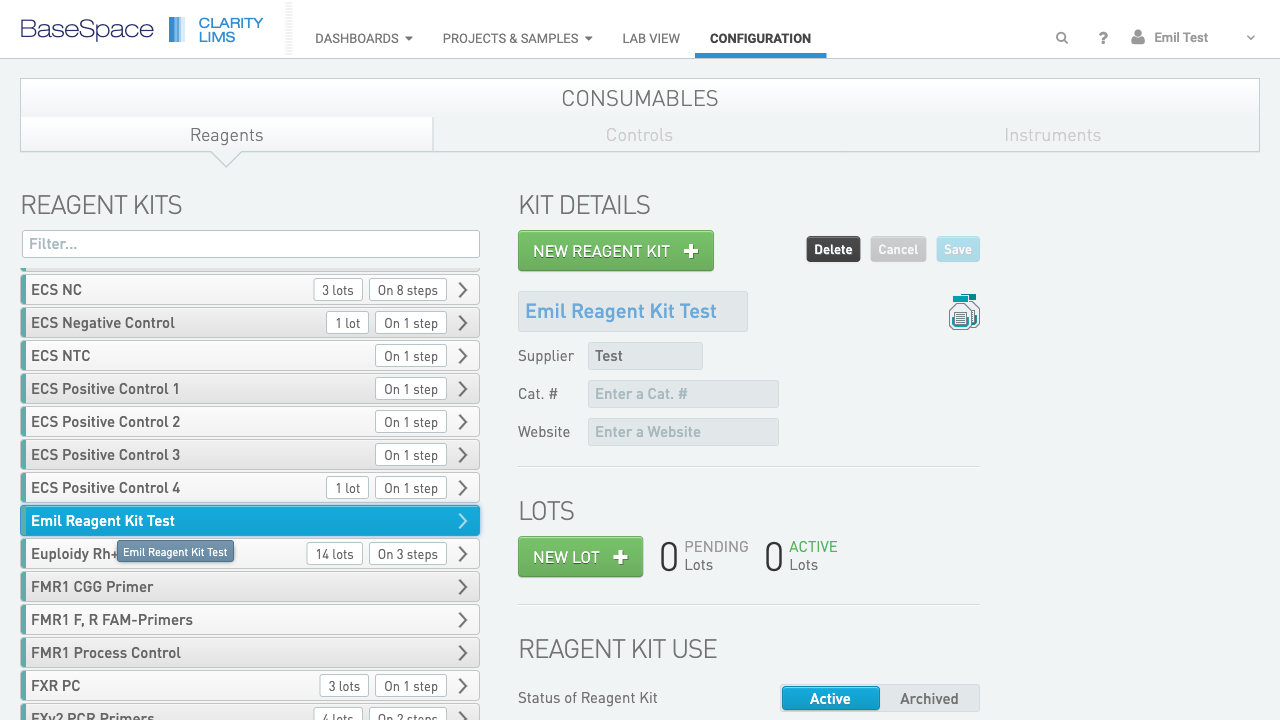 BaseSpace CLARITY LIMS
DASHBOARDS PROJECTS & SAMPLES LAB VIEW CONFIGURATION ? Emil Test
CONSUMABLES
Reagents Controls Instruments
REAGENT KITS
Filter...
ECS NC 3 lots On 8 steps
ECS Negative Control 1 lot On 1 step
ECS NTC On 1 step
ECS Positive Control 1 On 1 step
ECS Positive Control 2 On 1 step
ECS Positive Control 3 On 1 step
ECS Positive Control 4 1 lot On 1 step
Emil Reagent Kit Test
Euploidy Rh+ 14 lots On 3 steps
Emil Reagent Kit Test
FMR1 CGG Primer
FMR1 F, R FAM-Primers
FMR1 Process Control
FXR PC 3 lots On 1 step
FXv2 PCR Primers 4 lots On 2 steps
KIT DETAILS
NEW REAGENT KIT Delete Cancel Save
Emil Reagent Kit Test
Supplier Test
Cat. # Enter a Cat. #
Website Enter a Website
LOTS
NEW LOT 0 PENDING Lots 0 ACTIVE Lots
REAGENT KIT USE
Status of Reagent Kit Active Archived